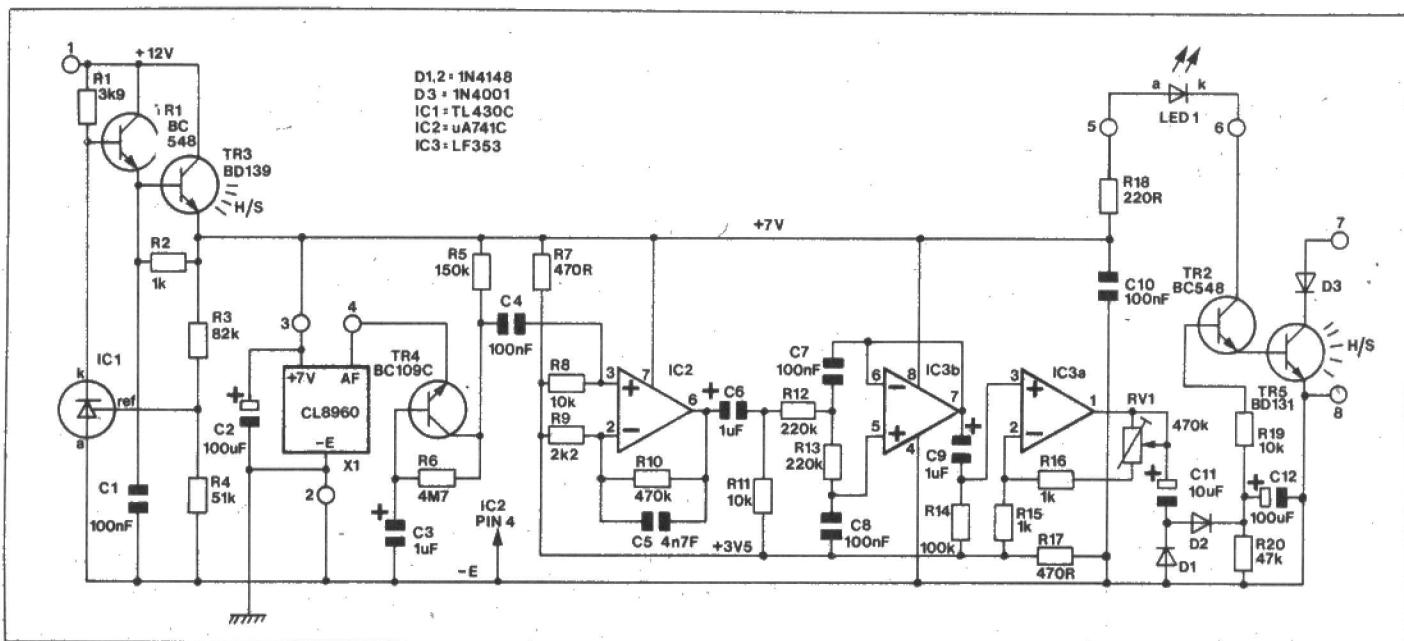 1
+12V
R1
3k9
R1
BC
548
TR3
BD139
H/S
D1,2 = 1N4148
D3 = 1N4001
IC1 = TL430C
IC2 = uA741C
IC3 = LF353
a
k
LED 1
5
6
R18
220R
+7V
R2
1k
R3
82k
R5
150k
R7
470R
C4
100nF
C10
100nF
7
TR2
BC548
D3
H/S
TR5
BD131
8
3
4
+7V
AF
CL8960
-E
X1
2
TR4
BC109C
IC1
k
ref
a
C2
100uF
R4
51k
C1
100nF
R6
4M7
C3
1uF
IC2
PIN 4
-E
R8
10k
R9
2k2
3
+
7
IC2
2
-
6
R10
470k
C5 4n7F
+
C6
1uF
R11
10k
C7
100nF
R12
220k
R13
220k
C8
100nF
6
-
8
IC3b
7
5
+
4
+
C9
1uF
R14
100k
3
+
IC3a
1
2
-
RV1
470k
R16
1k
R15
1k
+3V5
R17
470R
+
C11
10uF
D2
D1
R19
10k
+
C12
100uF
R20
47k
+
+